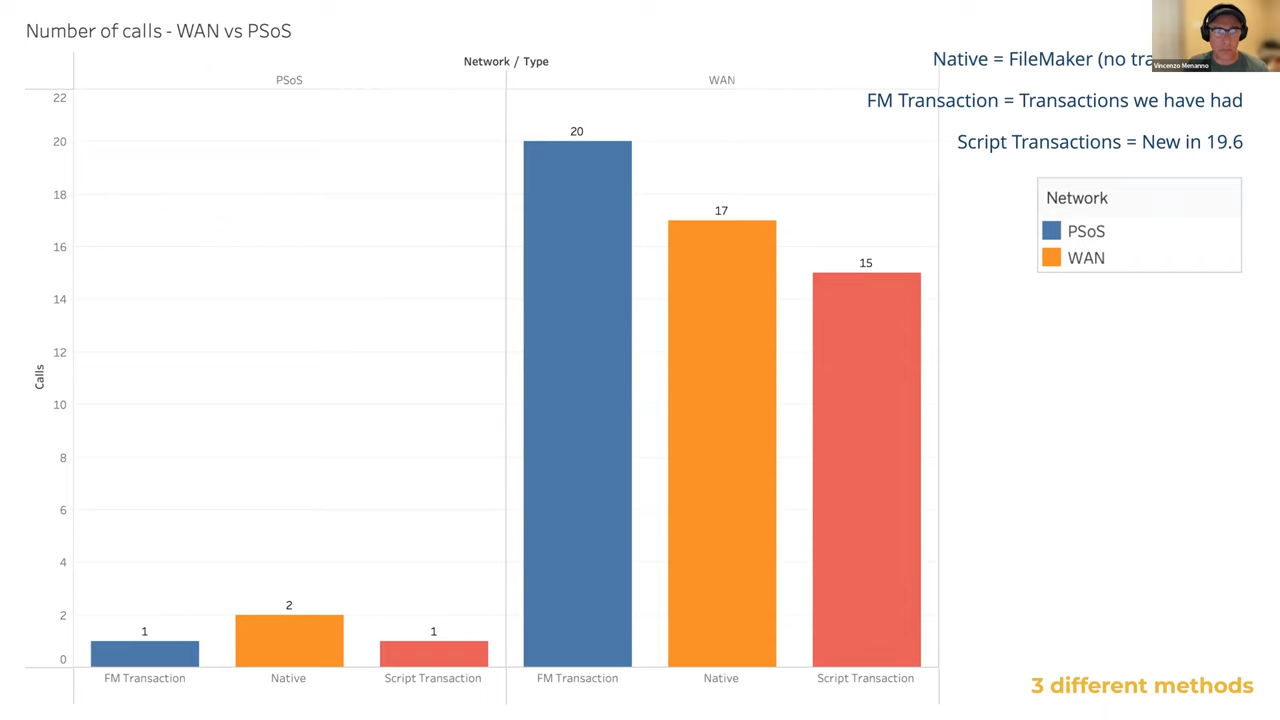 Number of calls - WAN vs PSoS
Network / Type
PSoS
WAN
22
20
18
16
14
12
10
8
6
4
2
0
Calls
1
2
1
20
17
15
FM Transaction
Native
Script Transaction
FM Transaction
Native
Script Transaction
Native = FileMaker (no
FM Transaction = Transactions we have had
Script Transactions = New in 19.6
Network
PSoS
WAN
3 different methods
Vincenzo Menanno